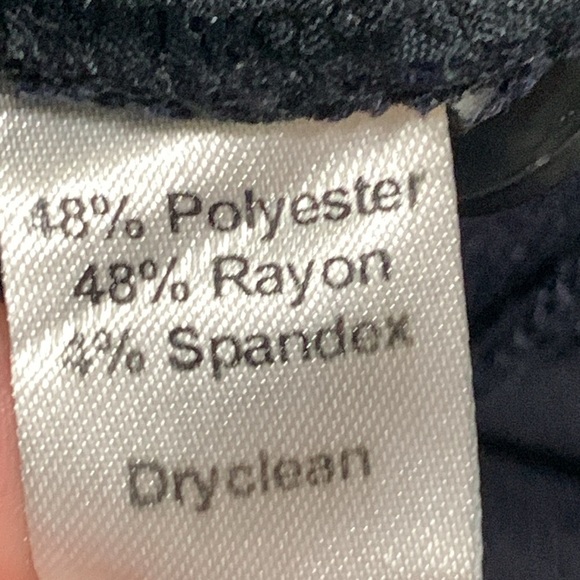 48% Polyester
48% Rayon
4% Spandex
Dryclean